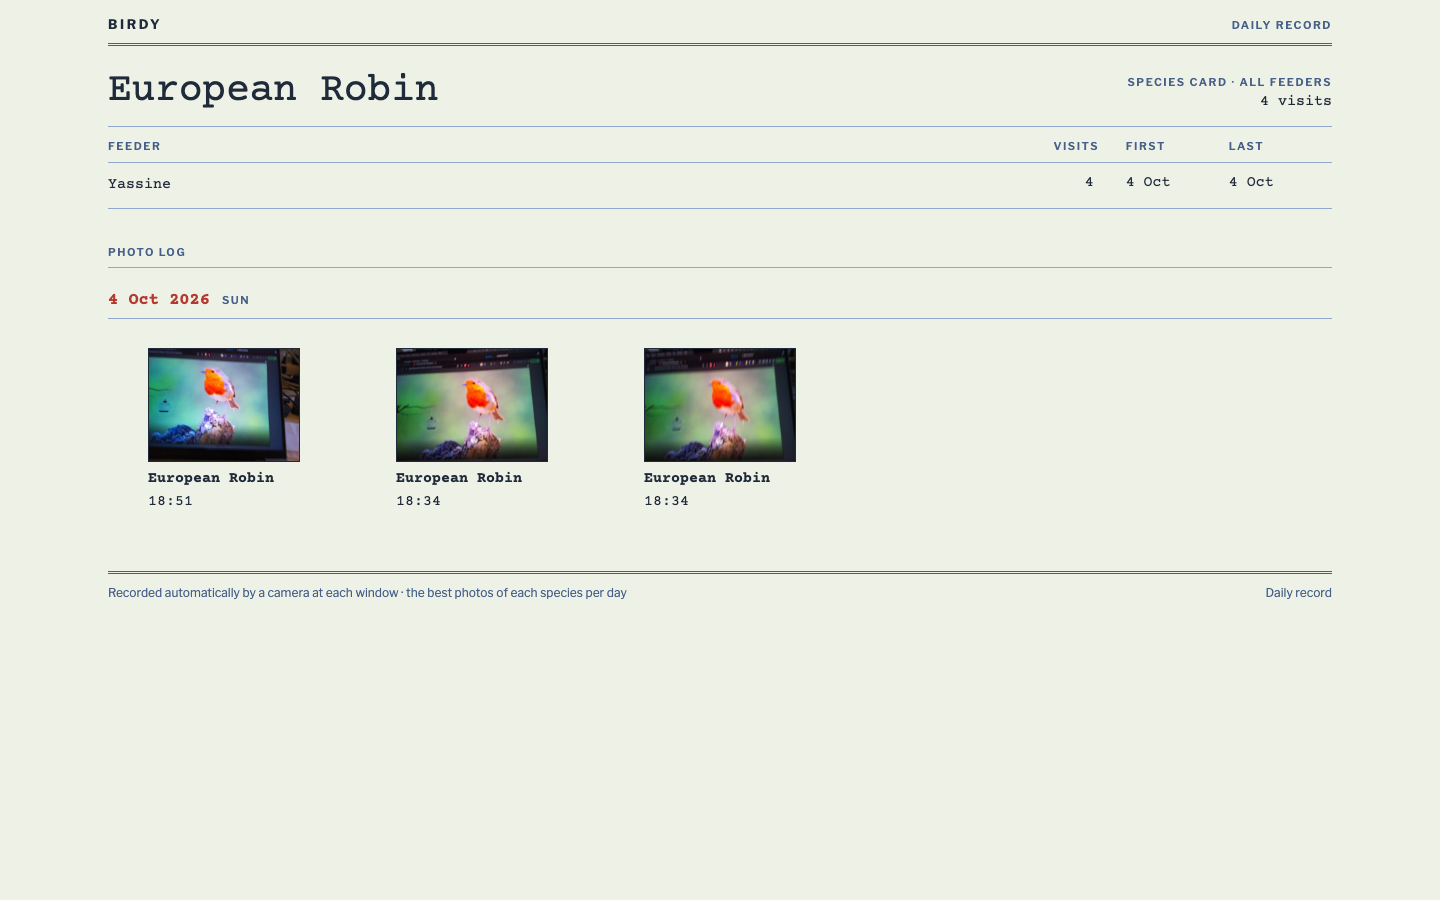 BIRDY
DAILY RECORD
European Robin
SPECIES CARD · ALL FEEDERS
4 visits
FEEDER VISITS FIRST LAST
Yassine 4 4 Oct 4 Oct
PHOTO LOG
4 Oct 2026 SUN
European Robin
18:51
European Robin
18:34
European Robin
18:34
Recorded automatically by a camera at each window · the best photos of each species per day
Daily record